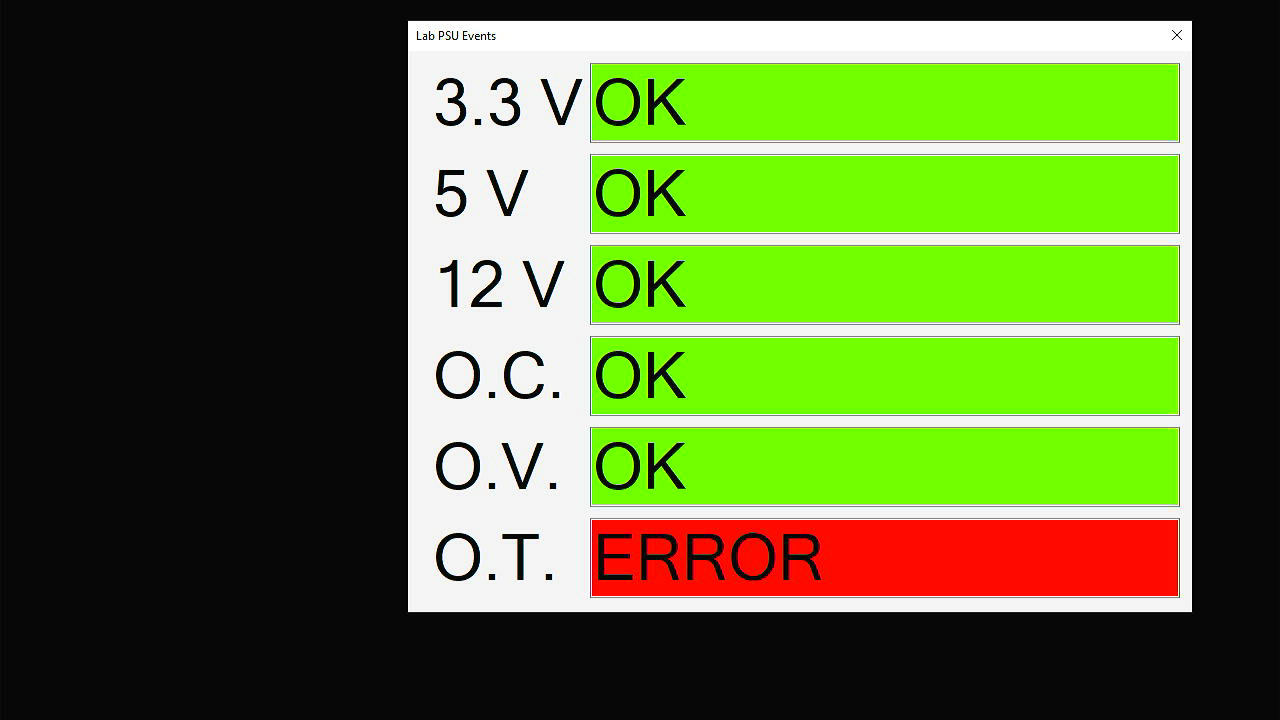 Lab PSU Events
3.3 V OK
5 V OK
12 V OK
O.C. OK
O.V. OK
O.T. ERROR